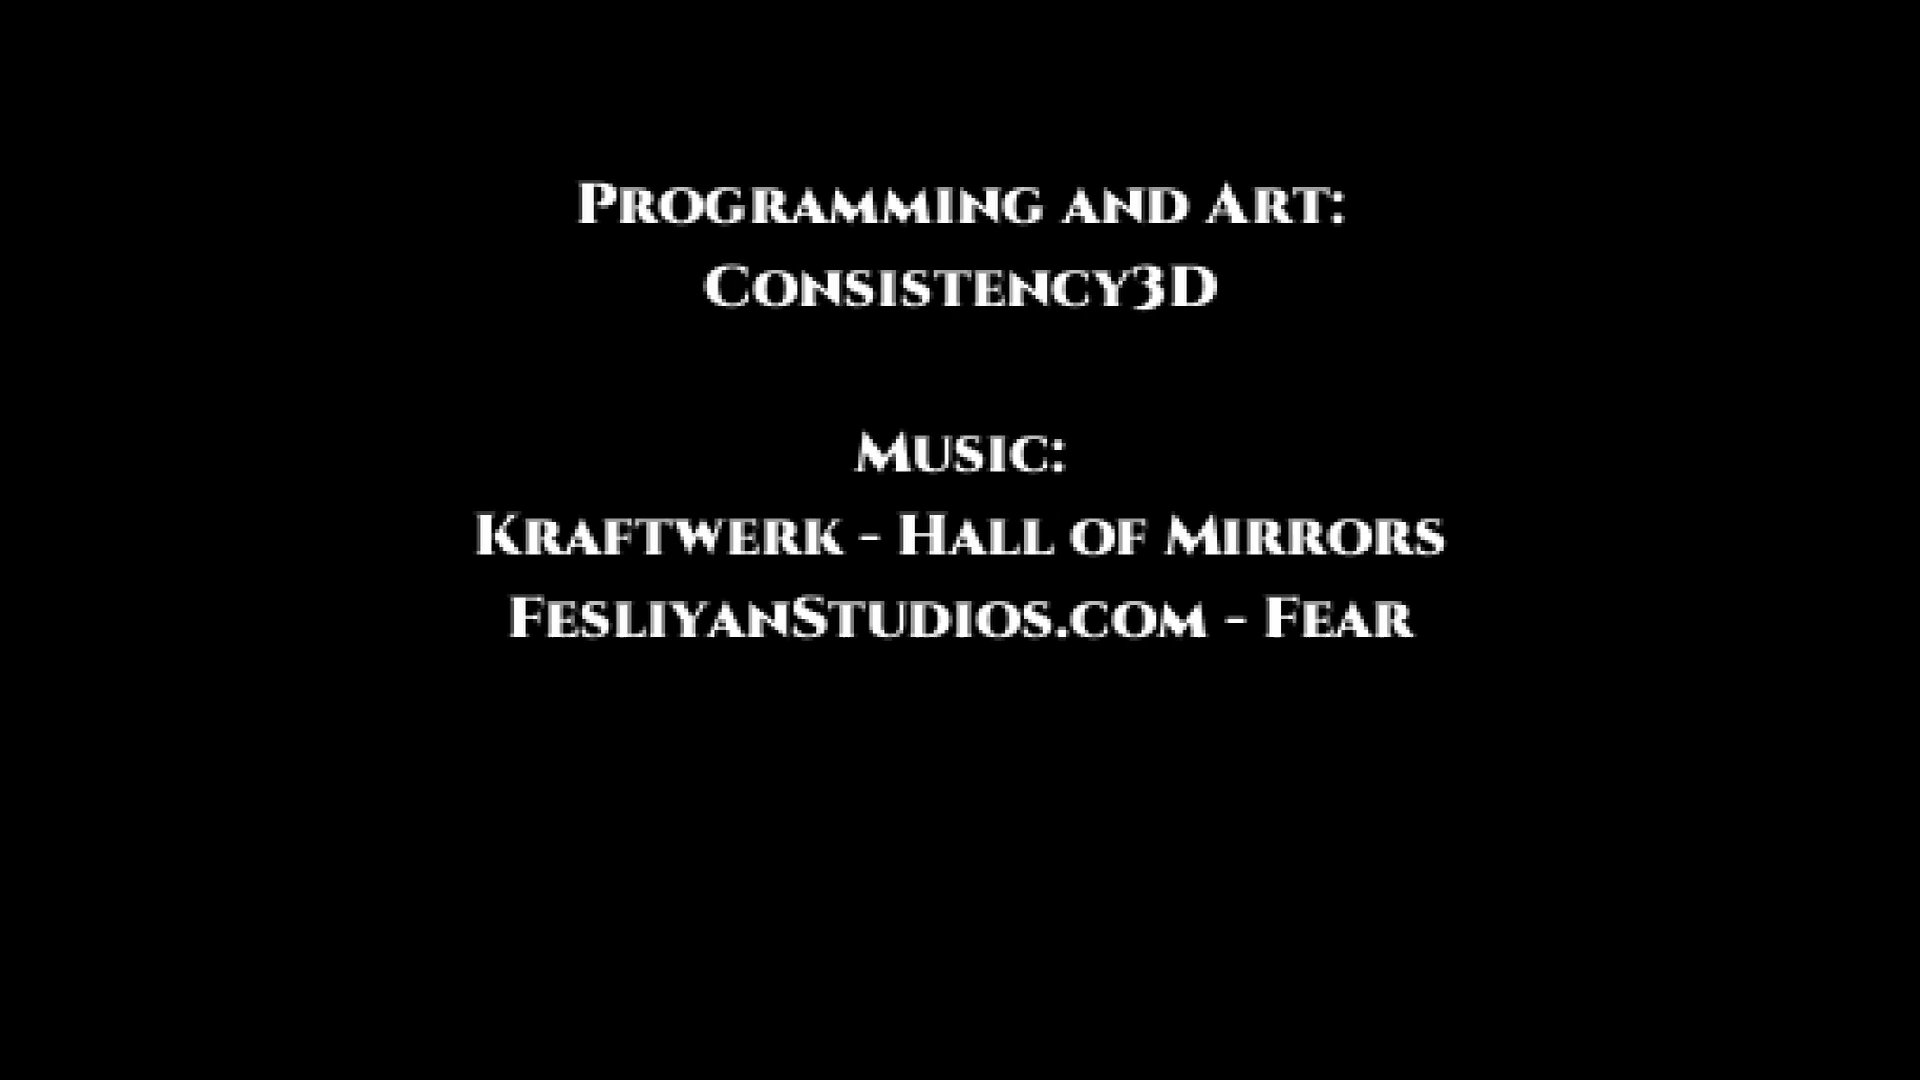 Programming and Art:
Consistency3D
Music:
Kraftwerk - Hall of Mirrors
FesliyanStudios.com - Fear